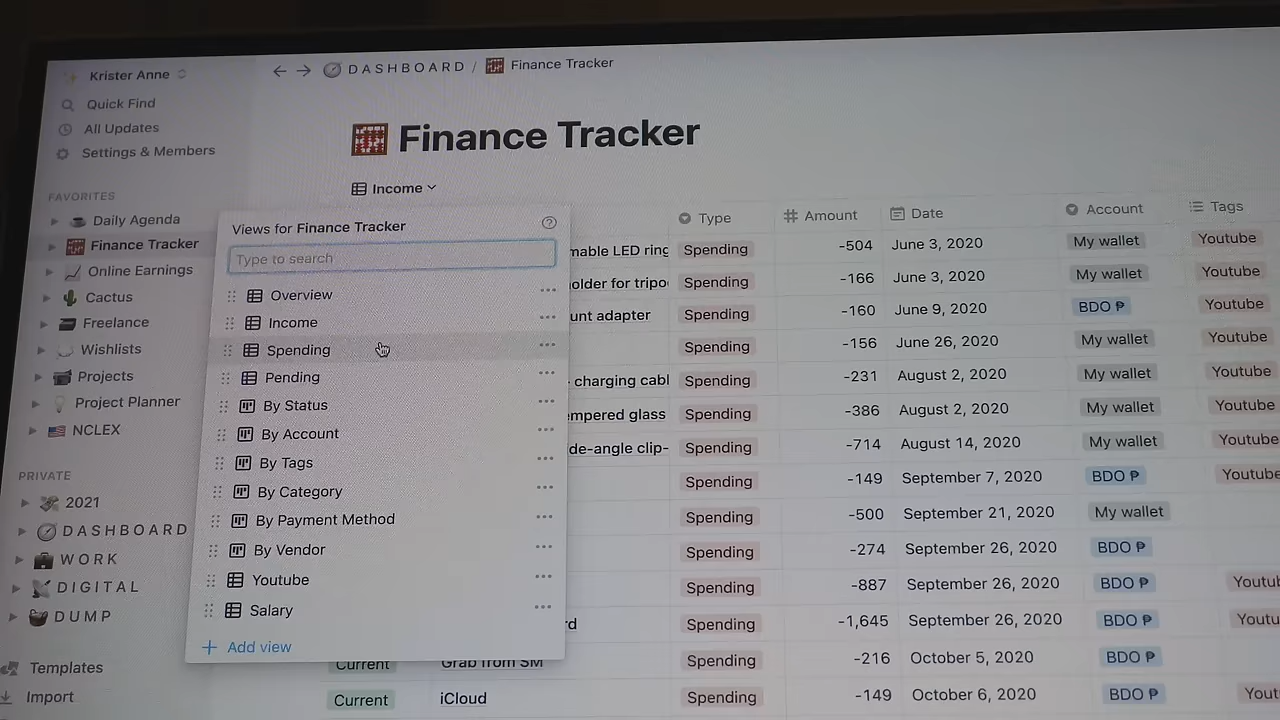 Krister Anne
Quick Find
All Updates
Settings & Members
FAVORITES
Daily Agenda
Finance Tracker
Online Earnings
Cactus
Freelance
Wishlists
Projects
Project Planner
NCLEX
PRIVATE
2021
DASHBOARD
WORK
DIGITAL
DUMP
Templates
Import
DASHBOARD / Finance Tracker
Finance Tracker
Income
Views for Finance Tracker
Type to search
Overview
Income
Spending
Pending
By Status
By Account
By Tags
By Category
By Payment Method
By Vendor
Youtube
Salary
+ Add view
Type # Amount Date Account Tags
mable LED ring Spending -504 June 3, 2020 My wallet Youtube
older for tripo Spending -166 June 3, 2020 My wallet Youtube
unt adapter Spending -160 June 9, 2020 BDO ₱ Youtube
Spending -156 June 26, 2020 My wallet Youtube
charging cabl Spending -231 August 2, 2020 My wallet Youtube
empered glass Spending -386 August 2, 2020 My wallet Youtube
de-angle clip- Spending -714 August 14, 2020 My wallet Youtube
Spending -149 September 7, 2020 BDO ₱ Youtube
Spending -500 September 21, 2020 My wallet
Spending -274 September 26, 2020 BDO ₱
Spending -887 September 26, 2020 BDO ₱ Youtu
rd Spending -1,645 September 26, 2020 BDO ₱ Youtu
Current Grab from SM Spending -216 October 5, 2020 BDO ₱
Current iCloud Spending -149 October 6, 2020 BDO ₱ Yout